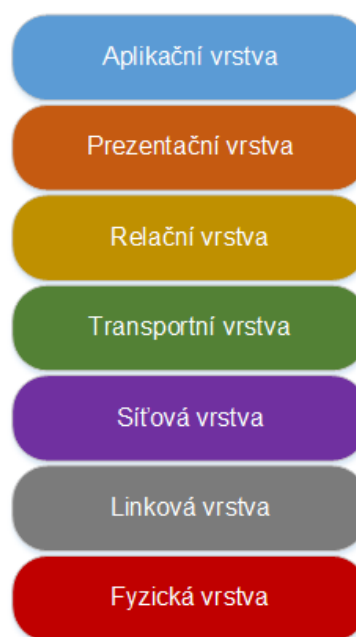 Aplikační vrstva
Prezentační vrstva
Relační vrstva
Transportní vrstva
Síťová vrstva
Linková vrstva
Fyzická vrstva